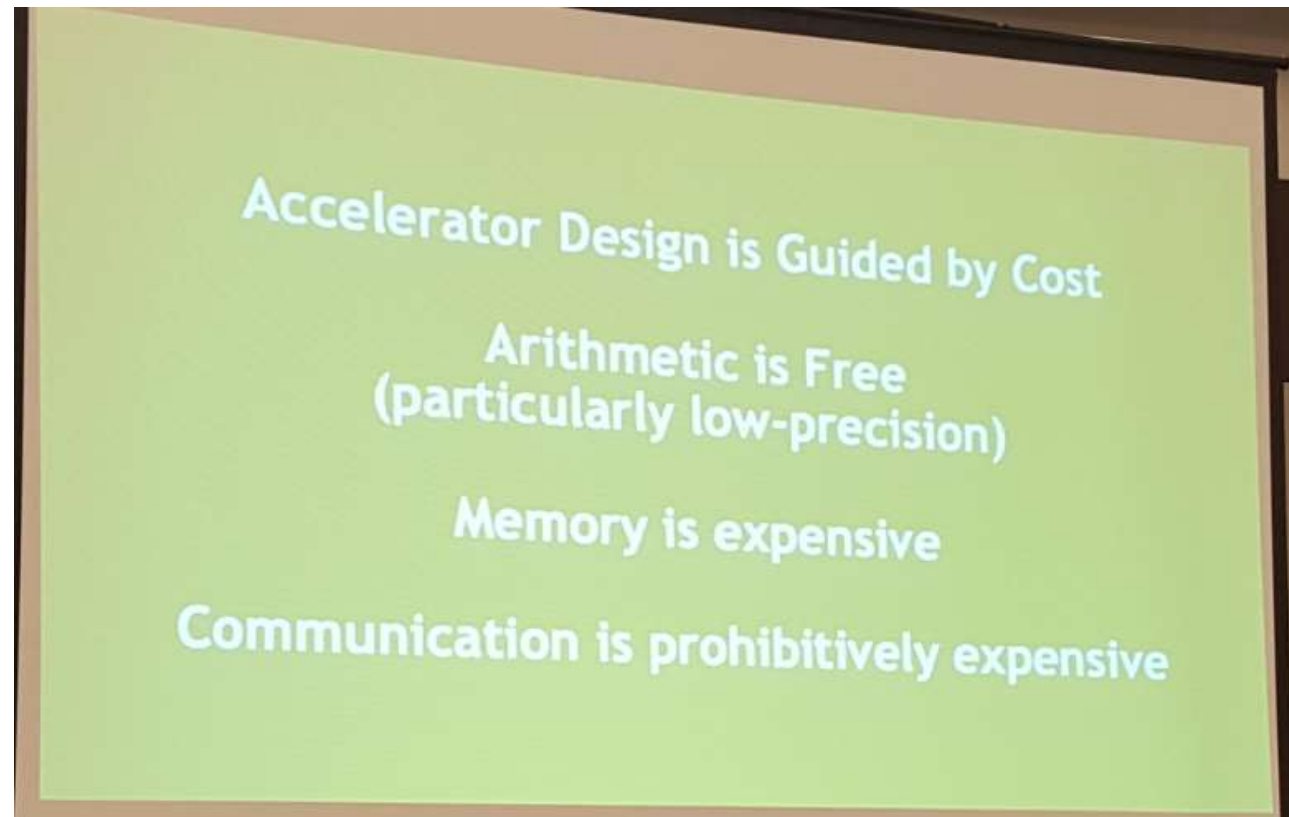 Accelerator Design is Guided by Cost
Arithmetic is Free
(particularly low-precision)
Memory is expensive
Communication is prohibitively expensive